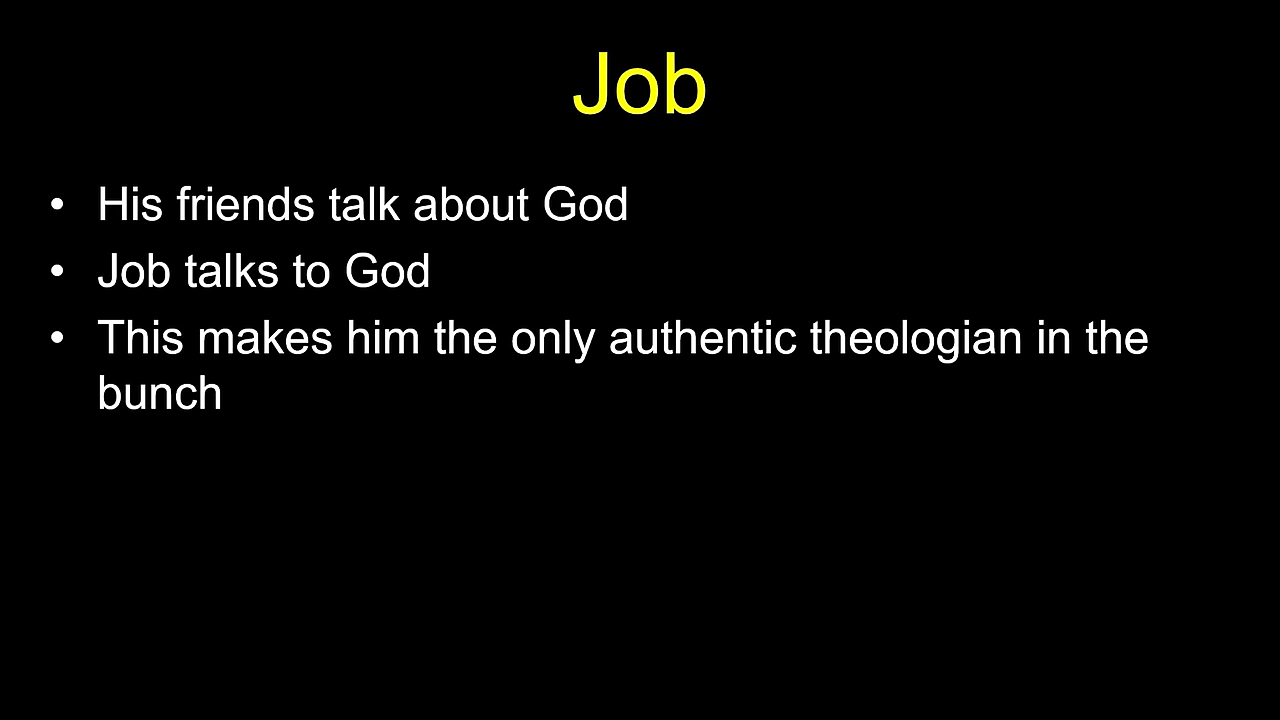 Job
• His friends talk about God
• Job talks to God
• This makes him the only authentic theologian in the
bunch